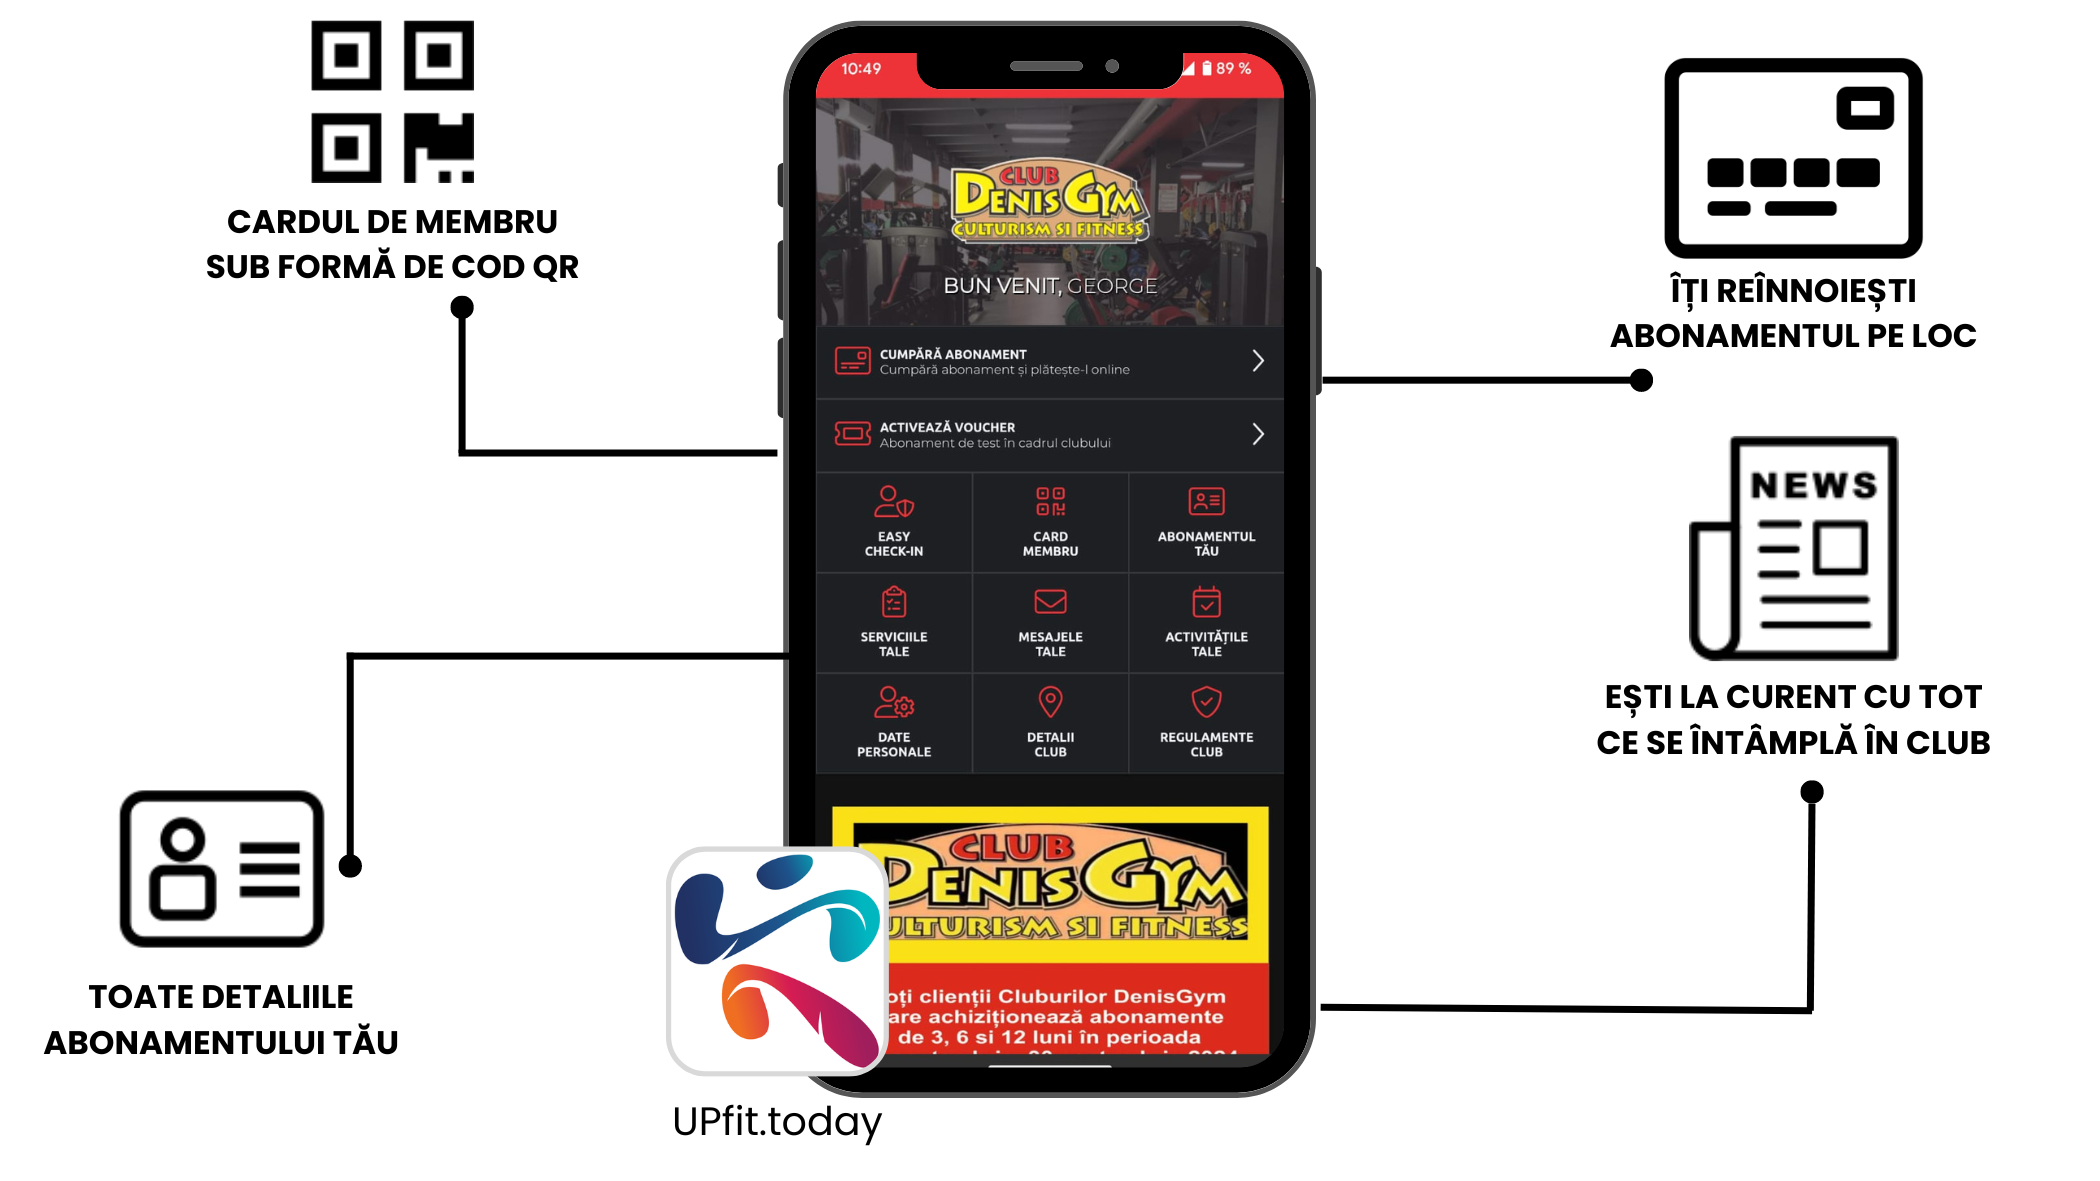 CARDUL DE MEMBRU
SUB FORMĂ DE COD QR
TOATE DETALIILE
ABONAMENTULUI TĂU
10:49
89 %
CLUB
DENIS GYM
CULTURISM SI FITNESS
BUN VENIT, GEORGE
CUMPĂRĂ ABONAMENT
Cumpără abonament și plătește-l online
ACTIVEAZĂ VOUCHER
Abonament de test în cadrul clubului
EASY
CHECK-IN
CARD
MEMBRU
ABONAMENTUL
TĂU
SERVICIILE
TALE
MESAJELE
TALE
ACTIVITĂȚILE
TALE
DATE
PERSONALE
DETALII
CLUB
REGULAMENTE
CLUB
CLUB
DENIS GYM
ULTURISM SI FITNESS
oți clienții Cluburilor DenisGym
are achiziționează abonamente
de 3, 6 si 12 luni în perioada
UPfit.today
ÎȚI REÎNNOIEȘTI
ABONAMENTUL PE LOC
NEWS
EȘTI LA CURENT CU TOT
CE SE ÎNTÂMPLĂ ÎN CLUB